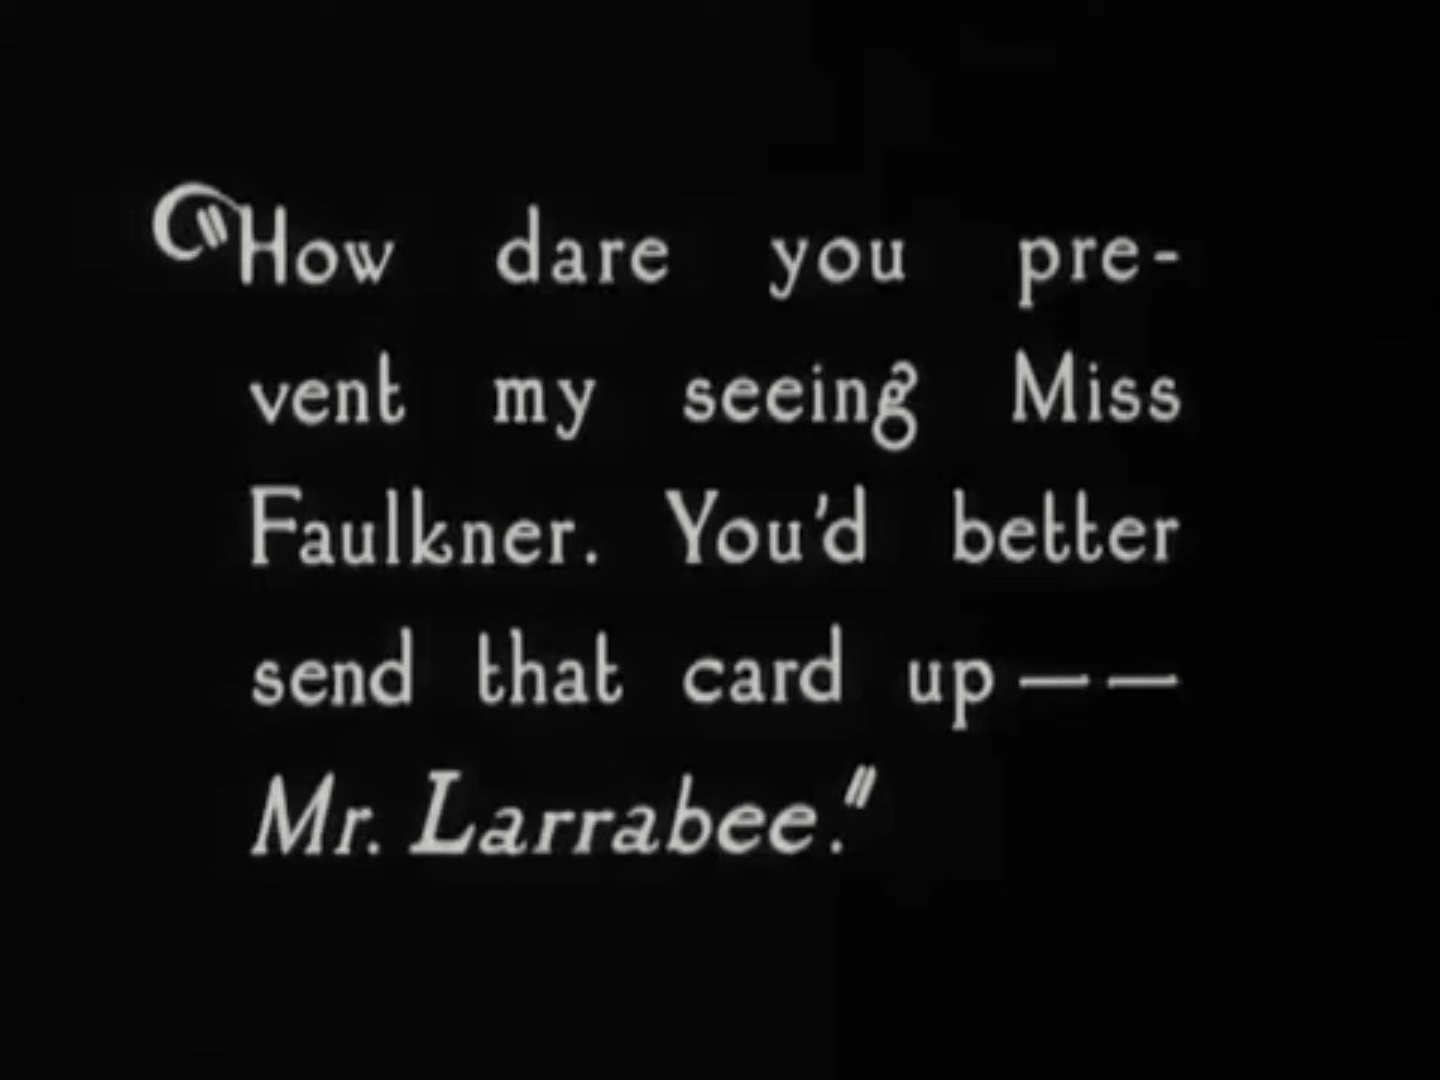 "How dare you pre-
vent my seeing Miss
Faulkner. You'd better
send that card up — —
Mr. Larrabee."